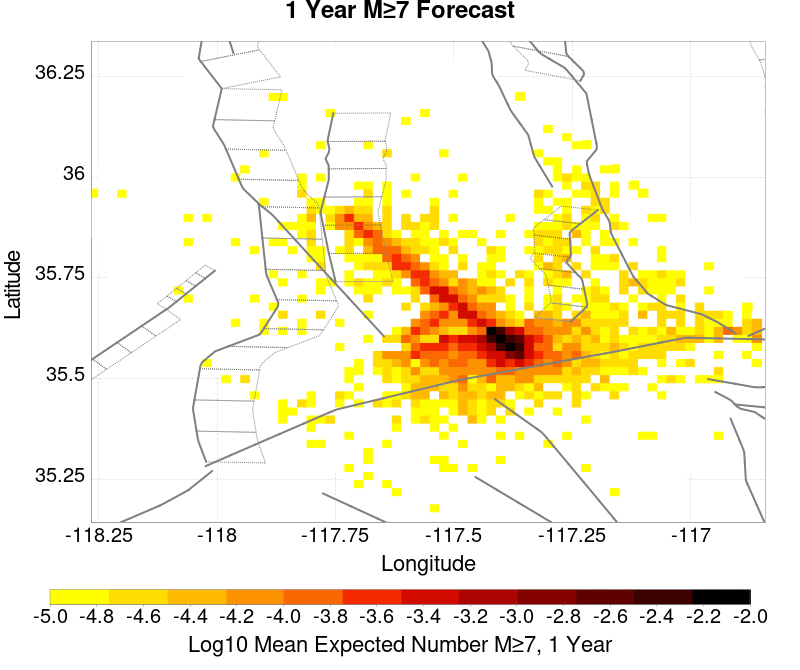 1 Year M≥7 Forecast
36.25
36
35.75
35.5
35.25
Latitude
-118.25 -118 -117.75 -117.5 -117.25 -117
Longitude
-5.0 -4.8 -4.6 -4.4 -4.2 -4.0 -3.8 -3.6 -3.4 -3.2 -3.0 -2.8 -2.6 -2.4 -2.2 -2.0
Log10 Mean Expected Number M≥7, 1 Year